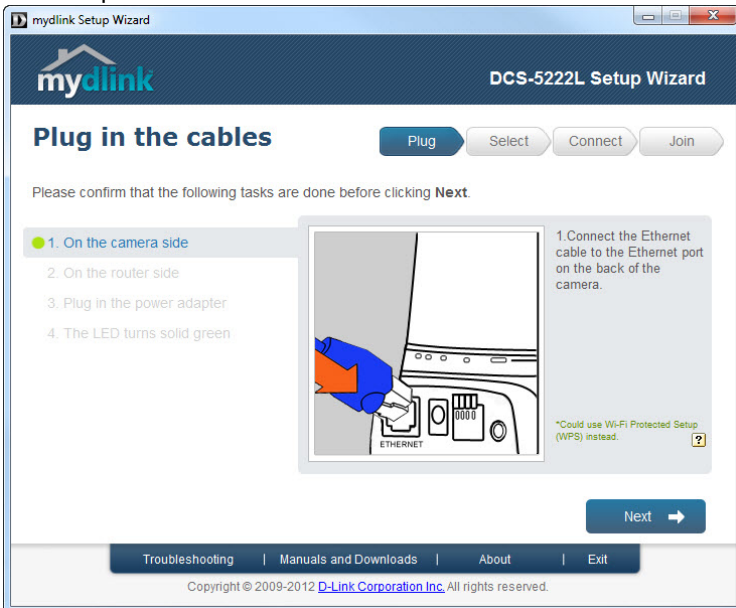 mydlink Setup Wizard
mydlink
DCS-5222L Setup Wizard
Plug in the cables
Plug
Select
Connect
Join
Please confirm that the following tasks are done before clicking Next.
1. On the camera side
2. On the router side
3. Plug in the power adapter
4. The LED turns solid green
ETHERNET
1.Connect the Ethernet
cable to the Ethernet port
on the back of the
camera.
*Could use Wi-Fi Protected Setup
(WPS) instead.
?
Next
Troubleshooting | Manuals and Downloads | About | Exit
Copyright © 2009-2012 D-Link Corporation Inc. All rights reserved.